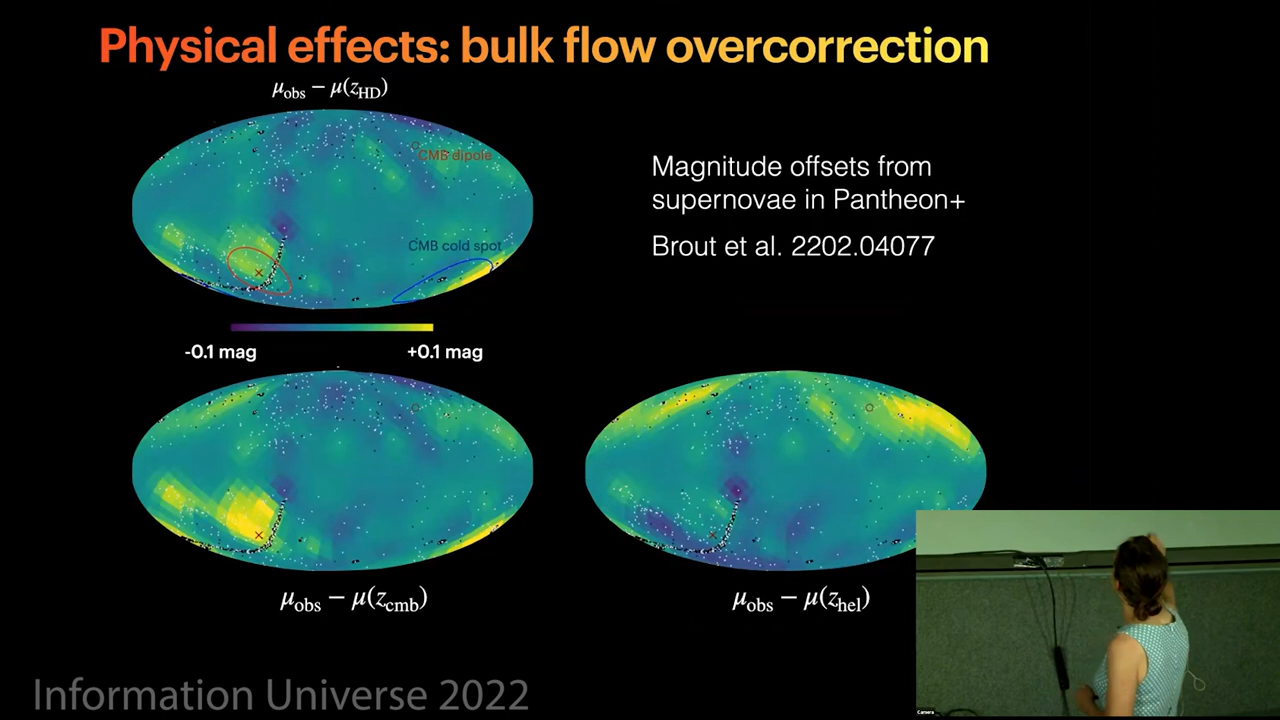 Physical effects: bulk flow overcorrection
μobs − μ(zHD)
CMB dipole
Magnitude offsets from
supernovae in Pantheon+
Brout et al. 2202.04077
CMB cold spot
-0.1 mag
+0.1 mag
μobs − μ(zcmb)
μobs − μ(zhel)
Information Universe 2022
Camera